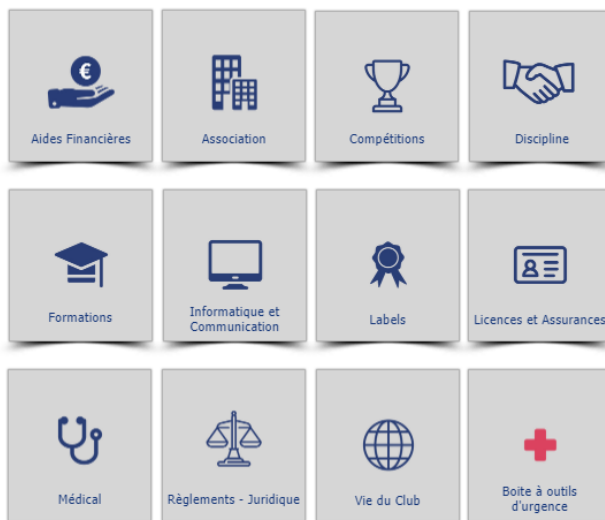 Aides Financières
Association
Compétitions
Discipline
Formations
Informatique et
Communication
Labels
Licences et Assurances
Médical
Règlements - Juridique
Vie du Club
Boite à outils
d'urgence